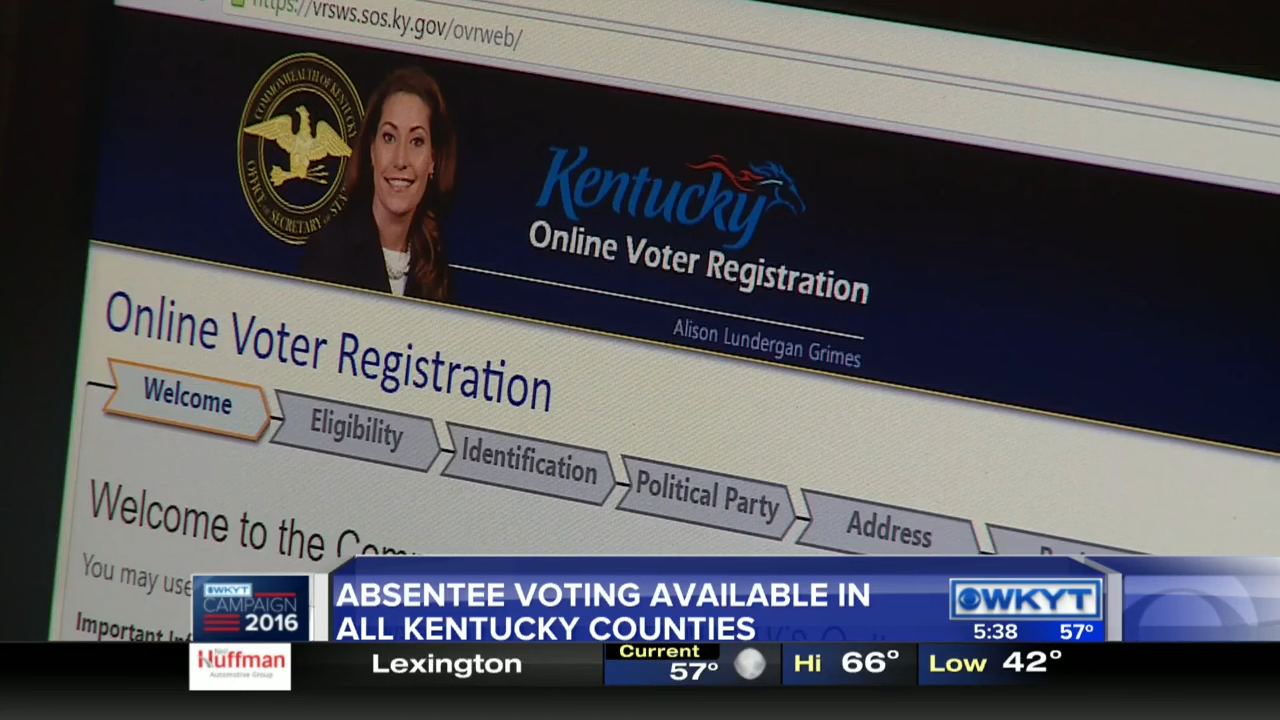 https://vrsws.sos.ky.gov/ovrweb/
COMMONWEALTH OF KENTUCKY
OFFICE OF SECRETARY OF STATE
Kentucky
Online Voter Registration
Alison Lundergan Grimes
Online Voter Registration
Welcome
Eligibility
Identification
Political Party
Address
Welcome to the
You may use
Important
WKYT
CAMPAIGN
2016
ABSENTEE VOTING AVAILABLE IN
ALL KENTUCKY COUNTIES
WKYT
5:38 57°
Huffman
Automotive Group
Lexington
Current
57°
Hi 66°
Low 42°